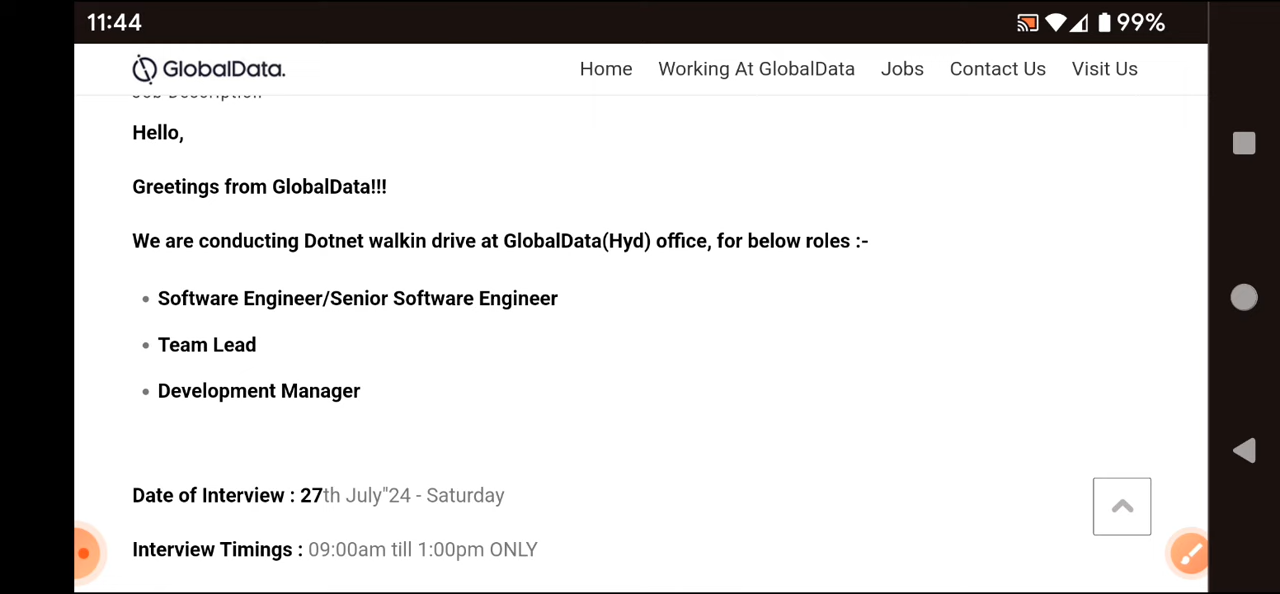 11:44
99%
GlobalData.
Home Working At GlobalData Jobs Contact Us Visit Us
Job Description
Hello,
Greetings from GlobalData!!!
We are conducting Dotnet walkin drive at GlobalData(Hyd) office, for below roles :-
• Software Engineer/Senior Software Engineer
• Team Lead
• Development Manager
Date of Interview : 27th July"24 - Saturday
Interview Timings : 09:00am till 1:00pm ONLY